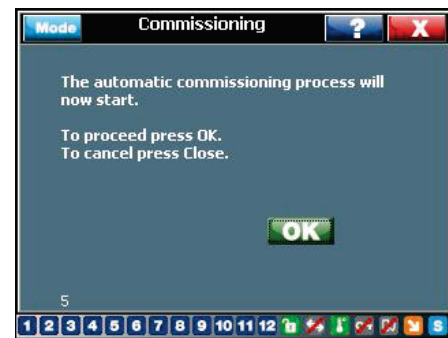 Mode Commissioning ? X
The automatic commissioning process will
now start.
To proceed press OK.
To cancel press Close.
OK
5
1 2 3 4 5 6 7 8 9 10 11 12 S